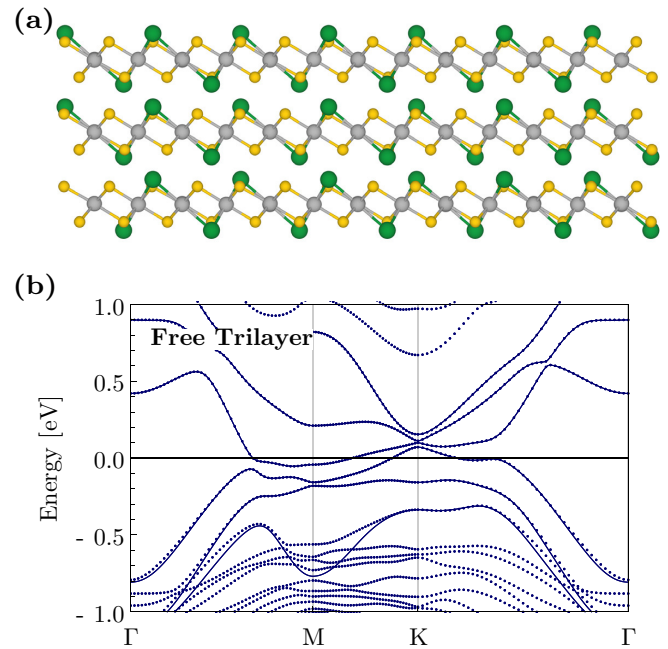 (a)
(b)
1.0
Free Trilayer
0.5
Energy [eV]
0.0
- 0.5
- 1.0
Γ M K Γ